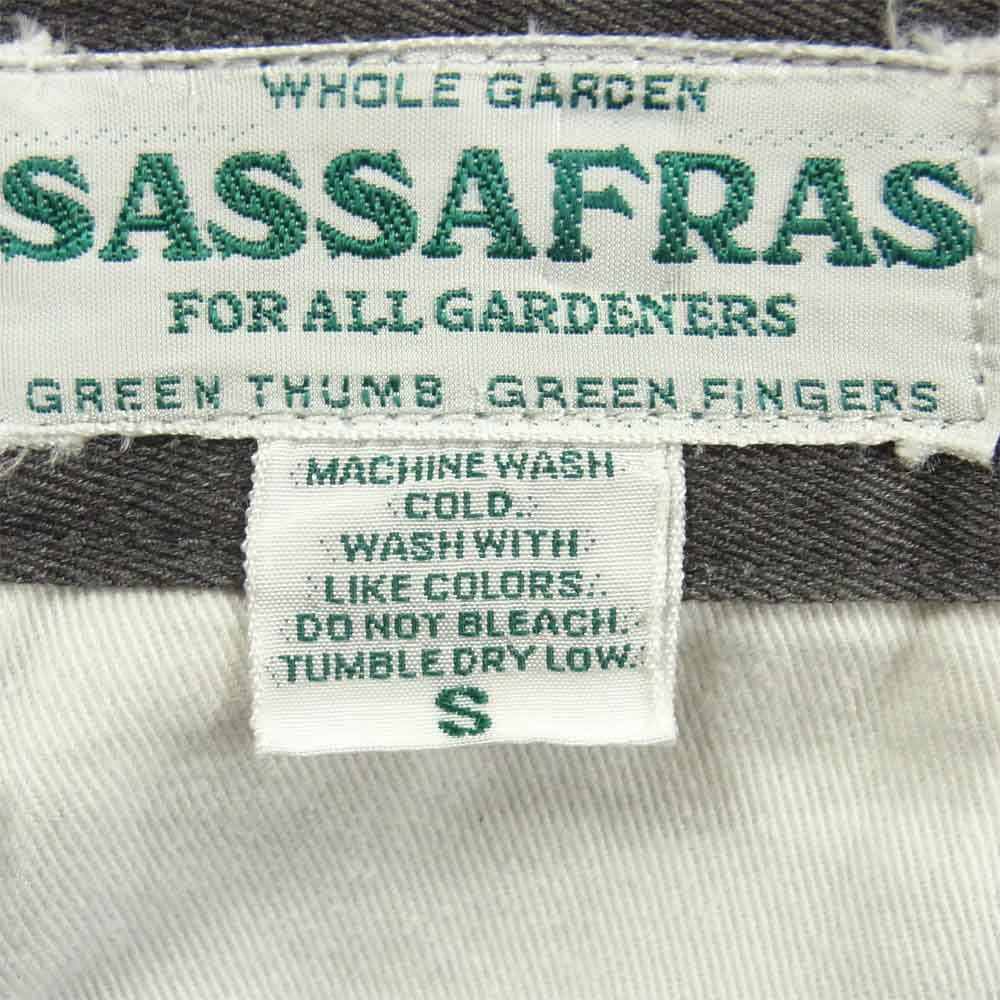 WHOLE GARDEN
SASSAFRAS
FOR ALL GARDENERS
GREEN THUMB GREEN FINGERS
MACHINE WASH
COLD.
WASH WITH
LIKE COLORS.
DO NOT BLEACH.
TUMBLE DRY LOW.
S